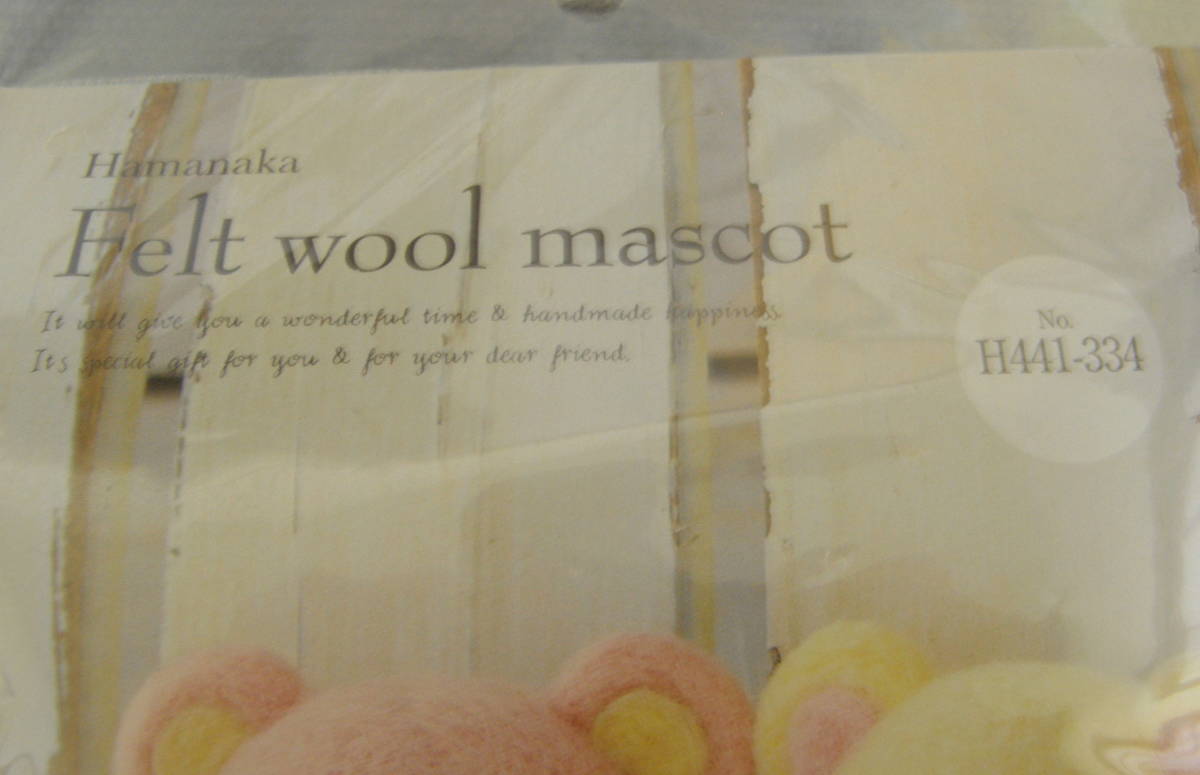 Hamanaka
Felt wool mascot
It will give you a wonderful time & handmade happiness.
Its special gift for you & for your dear friend.
No.
H441-334